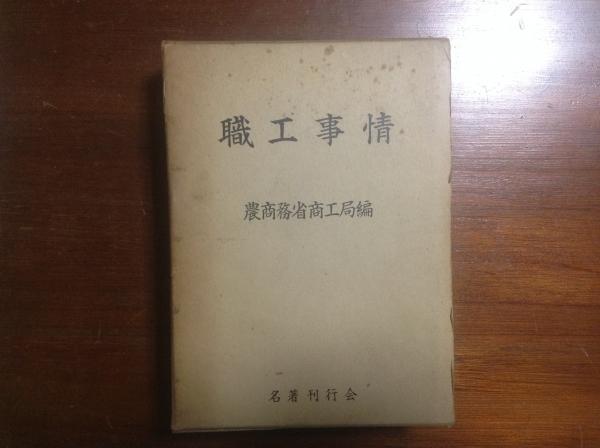 職工事情
農商務省商工局編
名著刊行会